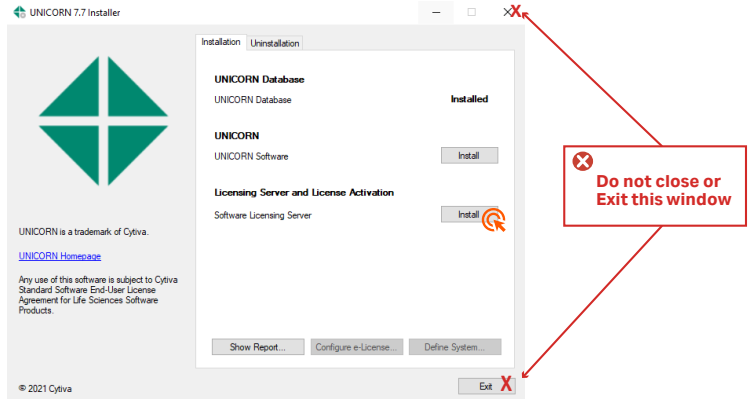 UNICORN 7.7 Installer
Installation
Uninstallation
UNICORN Database
UNICORN Database
Installed
UNICORN
UNICORN Software
Install
Licensing Server and License Activation
Software Licensing Server
Install
UNICORN is a trademark of Cytiva.
UNICORN Homepage
Any use of this software is subject to Cytiva
Standard Software End-User License
Agreement for Life Sciences Software
Products.
Show Report...
Configure e-License...
Define System...
Exit
X
© 2021 Cytiva
X
Do not close or
Exit this window